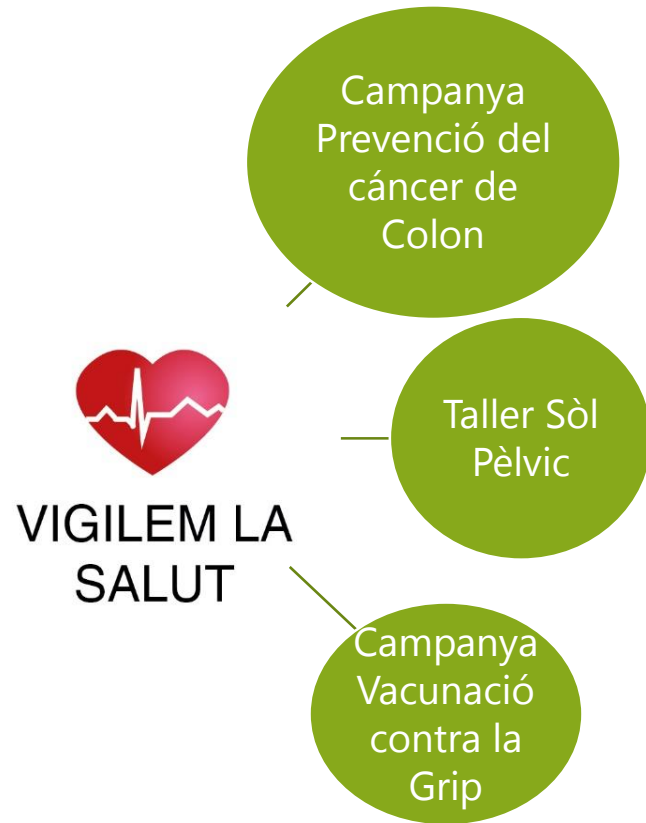 Campanya
Prevenció del
cáncer de
Colon
Taller Sòl
Pèlvic
VIGILEM LA
SALUT
Campanya
Vacunació
contra la
Grip